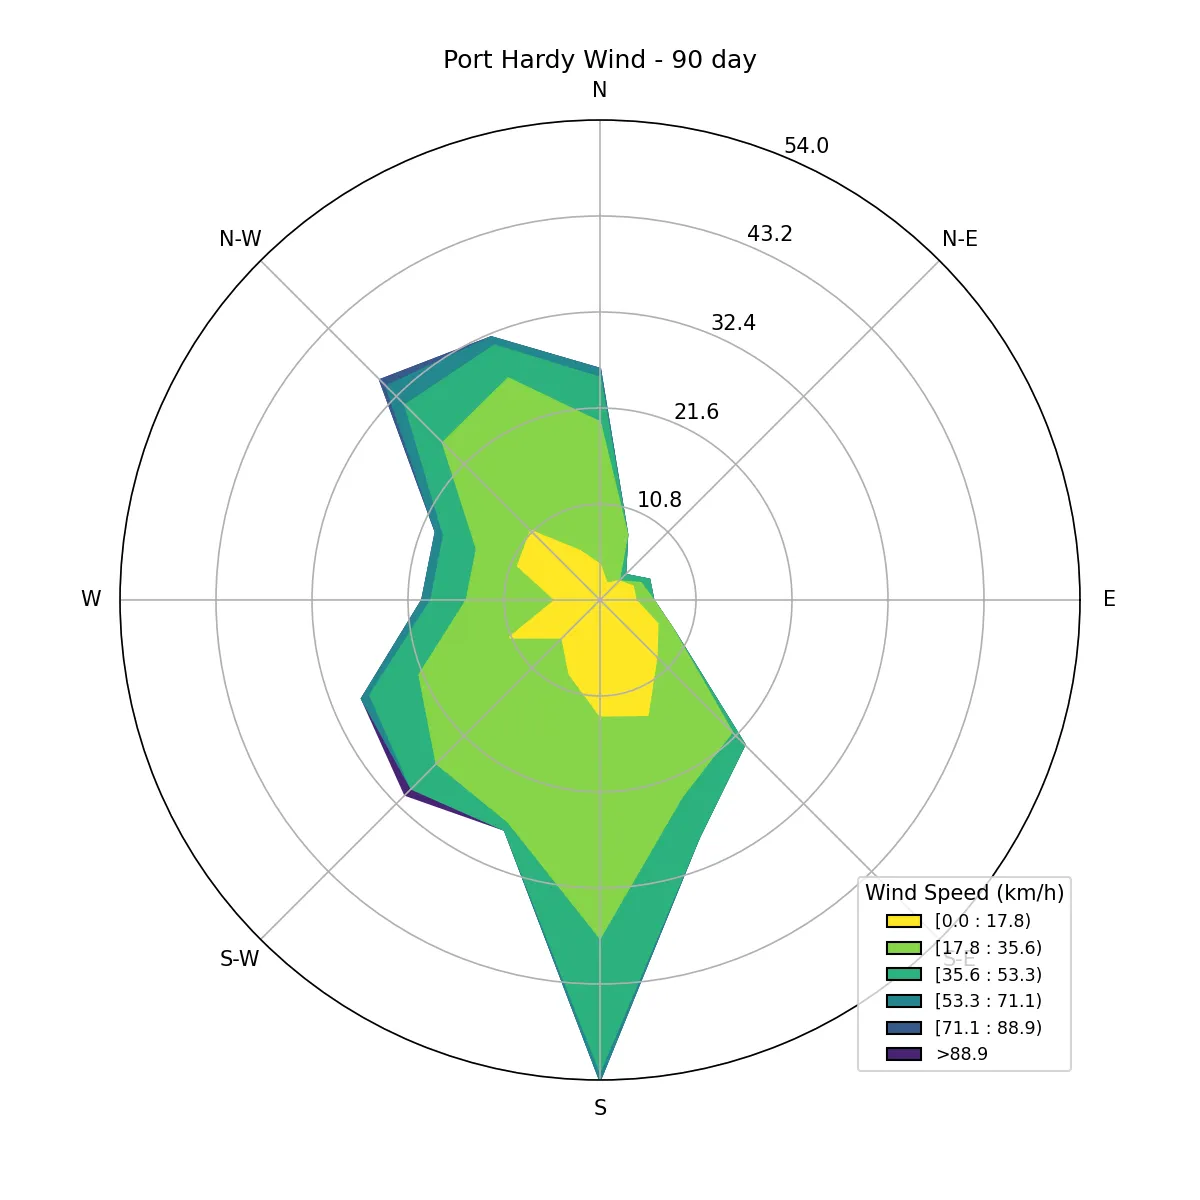 Port Hardy Wind - 90 day
N
54.0
43.2
N-W
N-E
32.4
21.6
10.8
W
E
Wind Speed (km/h)
[0.0 : 17.8)
[17.8 : 35.6)
S-W
S-E
[35.6 : 53.3)
[53.3 : 71.1)
[71.1 : 88.9)
>88.9
S